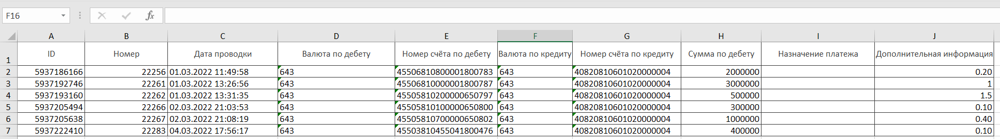 F16 fx
A B C D E F G H I J
1 ID Номер Дата проводки Валюта по дебету Номер счёта по дебету Валюта по кредиту Номер счёта по кредиту Сумма по дебету Назначение платежа Дополнительная информация
2 5937186166 22256 01.03.2022 11:49:58 643 45506810800001800783 643 40820810601020000004 2000000 0.20
3 5937192746 22261 01.03.2022 13:26:56 643 45506810000001800787 643 40820810601020000004 3000000 1
4 5937193160 22262 01.03.2022 13:31:35 643 45505810200000650797 643 40820810601020000004 500000 1.5
5 5937205494 22266 02.03.2022 21:03:53 643 45505810100000650800 643 40820810601020000004 300000 0.10
6 5937205638 22267 02.03.2022 21:08:19 643 45505810700000650802 643 40820810601020000004 1000000 0.40
7 5937222410 22283 04.03.2022 17:56:17 643 45503810455041800476 643 40820810601020000004 400000 0.10